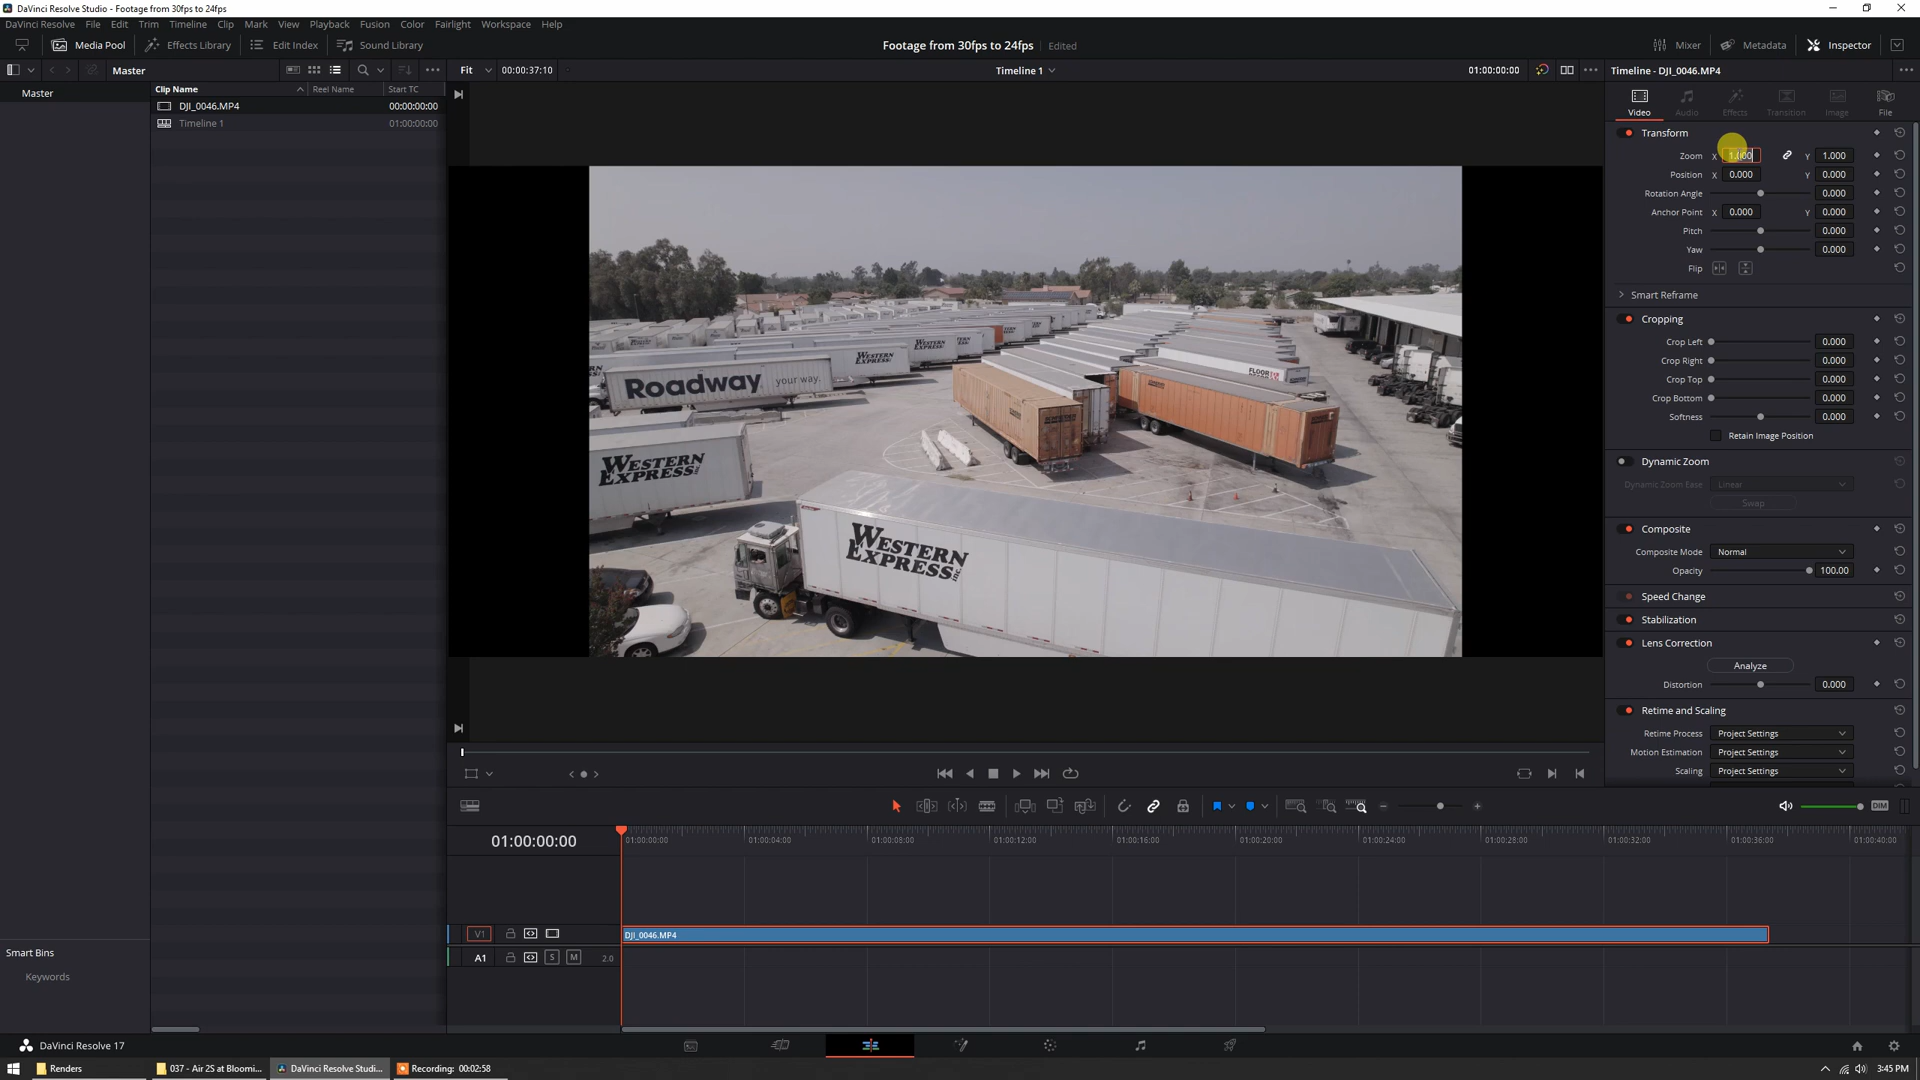 DaVinci Resolve Studio - Footage from 30fps to 24fps
DaVinci Resolve File Edit Trim Timeline Clip Mark View Playback Fusion Color Fairlight Workspace Help
Media Pool Effects Library Edit Index Sound Library
Footage from 30fps to 24fps Edited
Mixer Metadata Inspector
Master
Fit 00:00:37:10 Timeline 1 01:00:00:00
Timeline - DJI_0046.MP4
Master
Clip Name Reel Name Start TC
DJI_0046.MP4 00:00:00:00
Timeline 1 01:00:00:00
Video Audio Effects Transition Image File
Transform
Zoom X 1.000 Y 1.000
Position X 0.000 Y 0.000
Rotation Angle 0.000
Anchor Point X 0.000 Y 0.000
Pitch 0.000
Yaw 0.000
Flip
Smart Reframe
Cropping
Crop Left 0.000
Crop Right 0.000
Crop Top 0.000
Crop Bottom 0.000
Softness 0.000
Retain Image Position
Dynamic Zoom
Dynamic Zoom Ease Linear
Swap
Composite
Composite Mode Normal
Opacity 100.00
Speed Change
Stabilization
Lens Correction
Analyze
Distortion 0.000
Retime and Scaling
Retime Process Project Settings
Motion Estimation Project Settings
Scaling Project Settings
WESTERN EXPRESS
WESTERN EXPRESS
Roadway your way.
FLOOR
WESTERN EXPRESS
WESTERN EXPRESS inc.
DIM
01:00:00:00
01:00:00:00 01:00:04:00 01:00:08:00 01:00:12:00 01:00:16:00 01:00:20:00 01:00:24:00 01:00:28:00 01:00:32:00 01:00:36:00 01:00:40:00
V1
DJI_0046.MP4
A1 S M 2.0
Smart Bins
Keywords
DaVinci Resolve 17
Renders 037 - Air 2S at Bloomi... DaVinci Resolve Studi... Recording: 00:02:58
3:45 PM